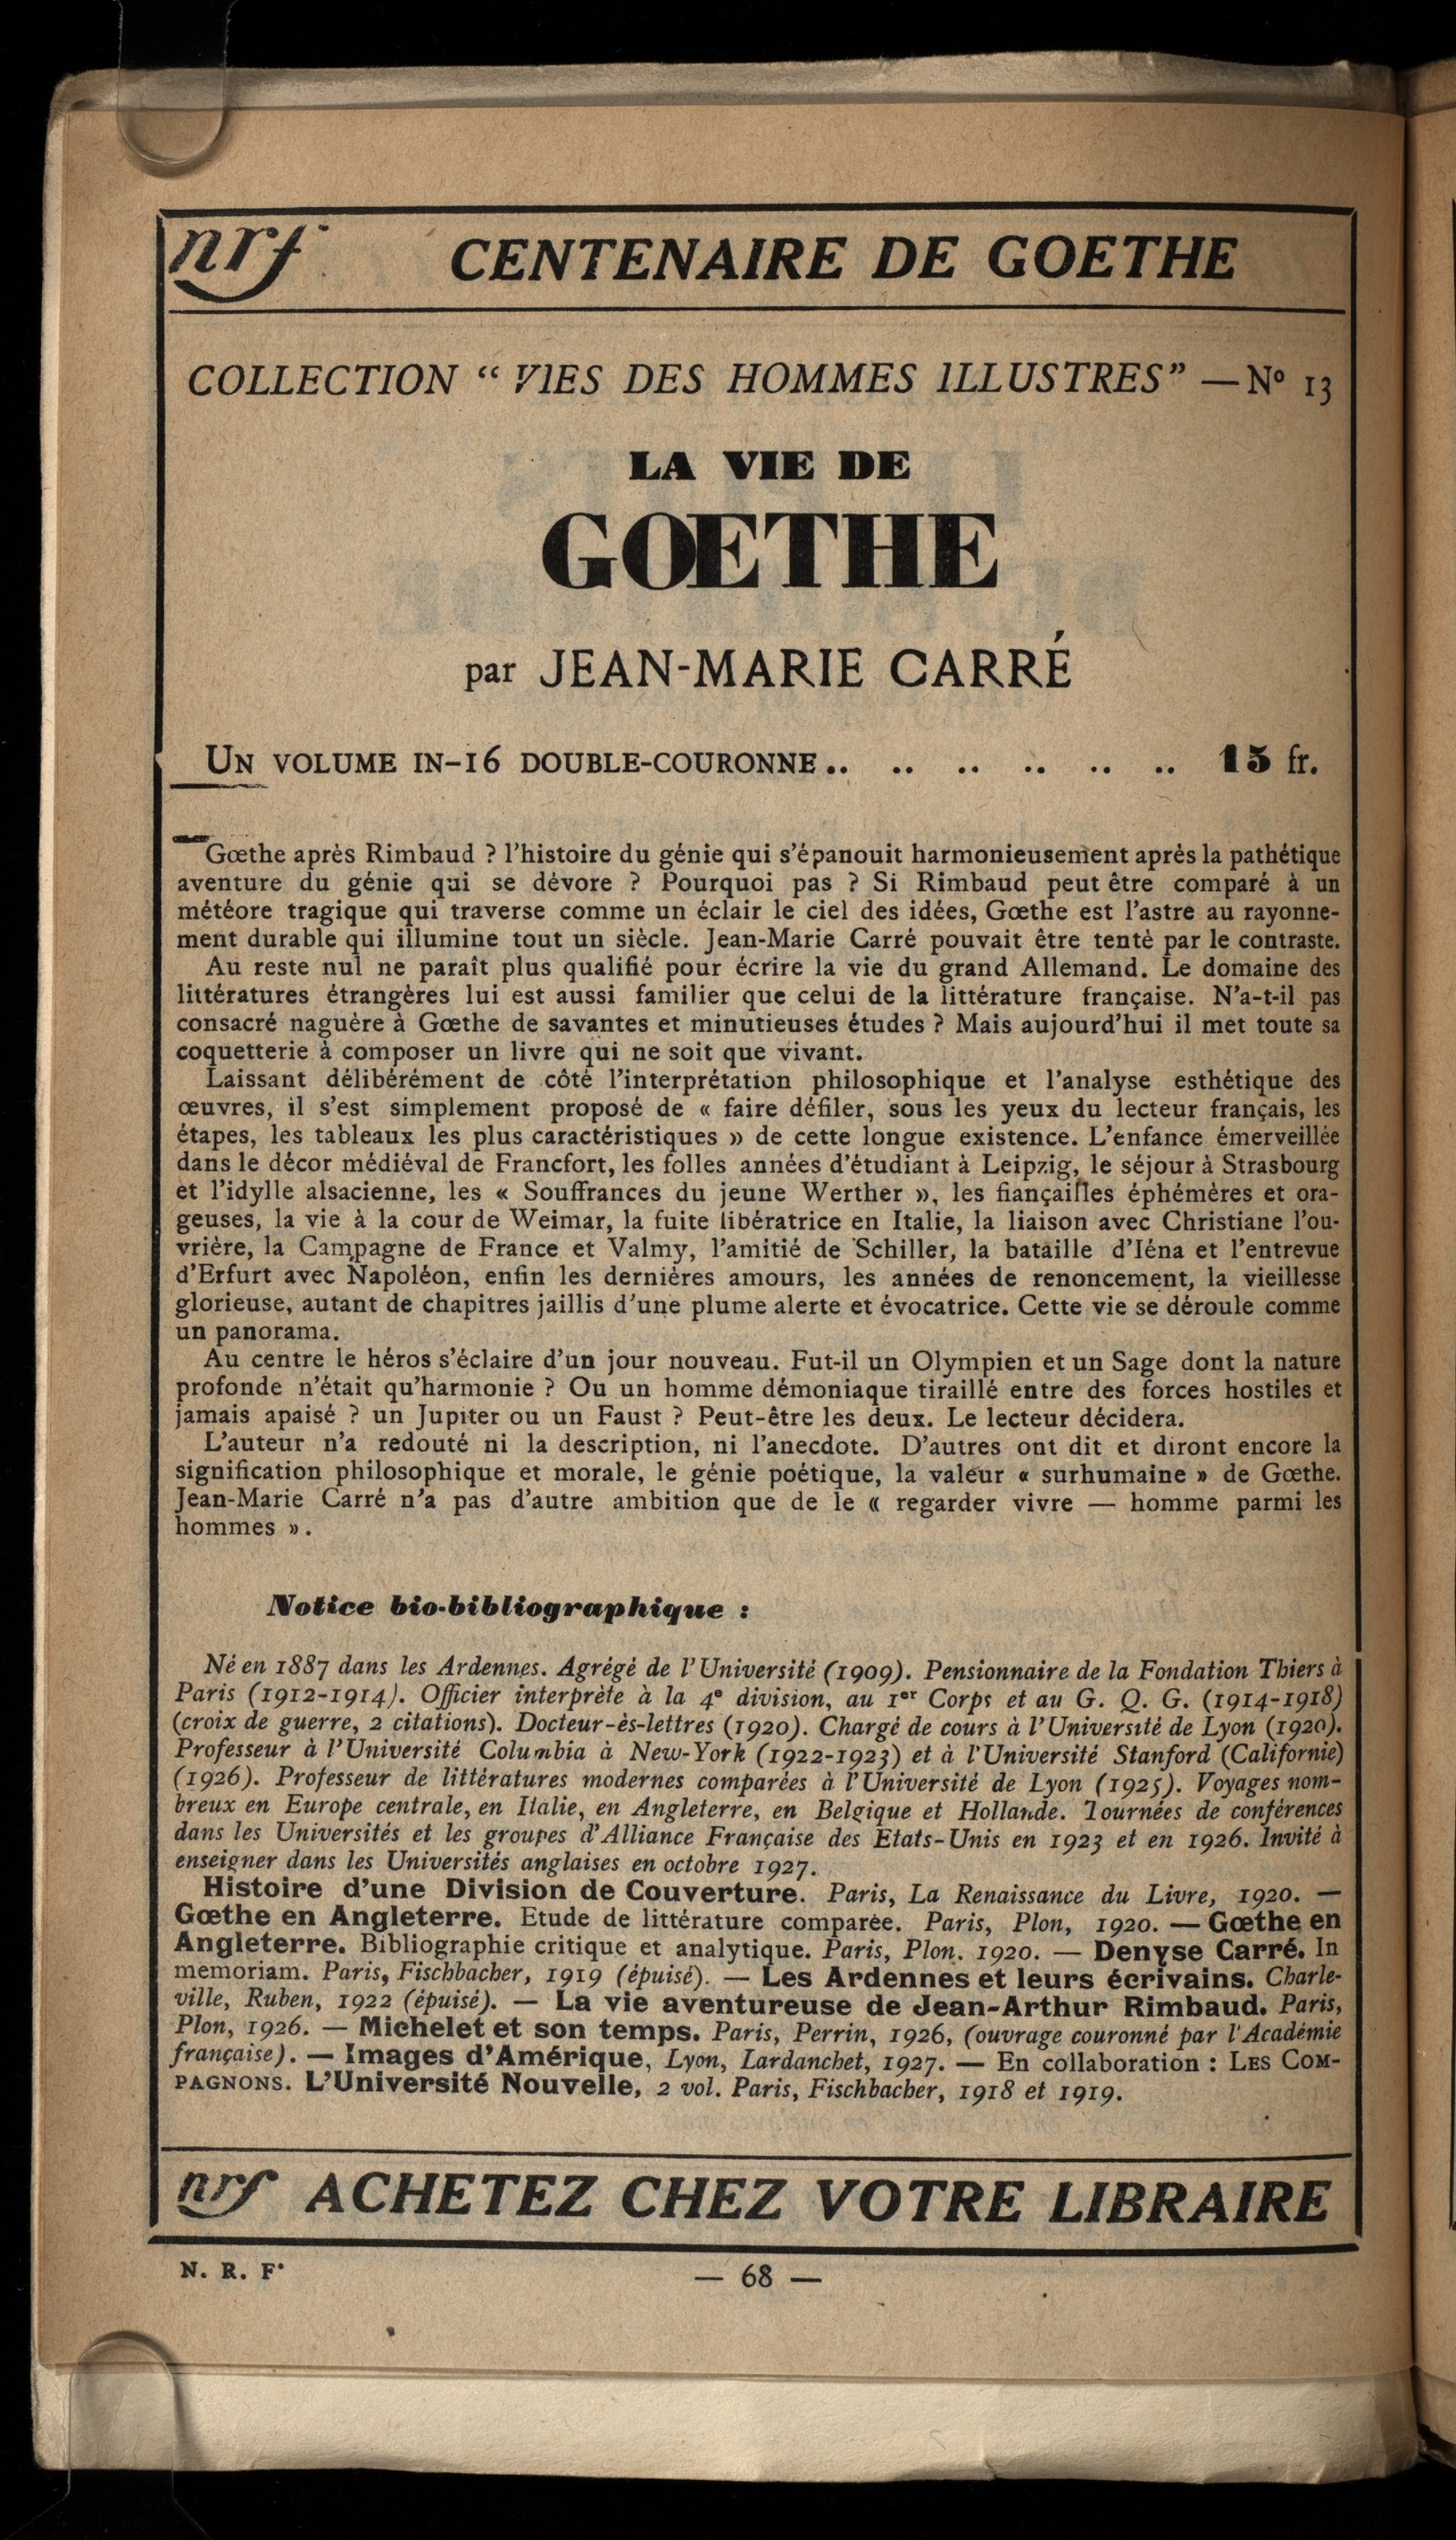 nrf CENTENAIRE DE GOETHE
COLLECTION “ VIES DES HOMMES ILLUSTRES” — Nº 13
LA VIE DE
GŒTHE
par JEAN-MARIE CARRÉ
UN VOLUME IN-16 DOUBLE-COURONNE.. .. .. .. .. .. 15 fr.
Gœthe après Rimbaud ? l’histoire du génie qui s’épanouit harmonieusement après la pathétique
aventure du génie qui se dévore ? Pourquoi pas ? Si Rimbaud peut être comparé à un
météore tragique qui traverse comme un éclair le ciel des idées, Gœthe est l’astre au rayonne-
ment durable qui illumine tout un siècle. Jean-Marie Carré pouvait être tenté par le contraste.
Au reste nul ne paraît plus qualifié pour écrire la vie du grand Allemand. Le domaine des
littératures étrangères lui est aussi familier que celui de la littérature française. N’a-t-il pas
consacré naguère à Gœthe de savantes et minutieuses études ? Mais aujourd’hui il met toute sa
coquetterie à composer un livre qui ne soit que vivant.
Laissant délibérément de côté l’interprétation philosophique et l’analyse esthétique des
œuvres, il s’est simplement proposé de « faire défiler, sous les yeux du lecteur français, les
étapes, les tableaux les plus caractéristiques » de cette longue existence. L’enfance émerveillée
dans le décor médiéval de Francfort, les folles années d’étudiant à Leipzig, le séjour à Strasbourg
et l’idylle alsacienne, les « Souffrances du jeune Werther », les fiançailles éphémères et ora-
geuses, la vie à la cour de Weimar, la fuite libératrice en Italie, la liaison avec Christiane l’ou-
vrière, la Campagne de France et Valmy, l’amitié de Schiller, la bataille d’Iéna et l’entrevue
d’Erfurt avec Napoléon, enfin les dernières amours, les années de renoncement, la vieillesse
glorieuse, autant de chapitres jaillis d’une plume alerte et évocatrice. Cette vie se déroule comme
un panorama.
Au centre le héros s’éclaire d’un jour nouveau. Fut-il un Olympien et un Sage dont la nature
profonde n’était qu’harmonie ? Ou un homme démoniaque tiraillé entre des forces hostiles et
jamais apaisé ? un Jupiter ou un Faust ? Peut-être les deux. Le lecteur décidera.
L’auteur n’a redouté ni la description, ni l’anecdote. D’autres ont dit et diront encore la
signification philosophique et morale, le génie poétique, la valeur « surhumaine » de Gœthe.
Jean-Marie Carré n’a pas d’autre ambition que de le « regarder vivre — homme parmi les
hommes ».
Notice bio-bibliographique :
Né en 1887 dans les Ardennes. Agrégé de l’Université (1909). Pensionnaire de la Fondation Thiers à
Paris (1912-1914). Officier interprète à la 4e division, au 1er Corps et au G. Q. G. (1914-1918)
(croix de guerre, 2 citations). Docteur-ès-lettres (1920). Chargé de cours à l’Université de Lyon (1920).
Professeur à l’Université Columbia à New-York (1922-1923) et à l’Université Stanford (Californie)
(1926). Professeur de littératures modernes comparées à l’Université de Lyon (1925). Voyages nom-
breux en Europe centrale, en Italie, en Angleterre, en Belgique et Hollande. Tournées de conférences
dans les Universités et les groupes d’Alliance Française des Etats-Unis en 1923 et en 1926. Invité à
enseigner dans les Universités anglaises en octobre 1927.
Histoire d’une Division de Couverture. Paris, La Renaissance du Livre, 1920. —
Gœthe en Angleterre. Etude de littérature comparée. Paris, Plon, 1920. — Gœthe en
Angleterre. Bibliographie critique et analytique. Paris, Plon. 1920. — Denyse Carré. In
memoriam. Paris, Fischbacher, 1919 (épuisé). — Les Ardennes et leurs écrivains. Charle-
ville, Ruben, 1922 (épuisé). — La vie aventureuse de Jean-Arthur Rimbaud. Paris,
Plon, 1926. — Michelet et son temps. Paris, Perrin, 1926, (ouvrage couronné par l’Académie
française). — Images d’Amérique, Lyon, Lardanchet, 1927. — En collaboration : LES COM-
PAGNONS. L’Université Nouvelle, 2 vol. Paris, Fischbacher, 1918 et 1919.
nrf ACHETEZ CHEZ VOTRE LIBRAIRE
N. R. F.
— 68 —